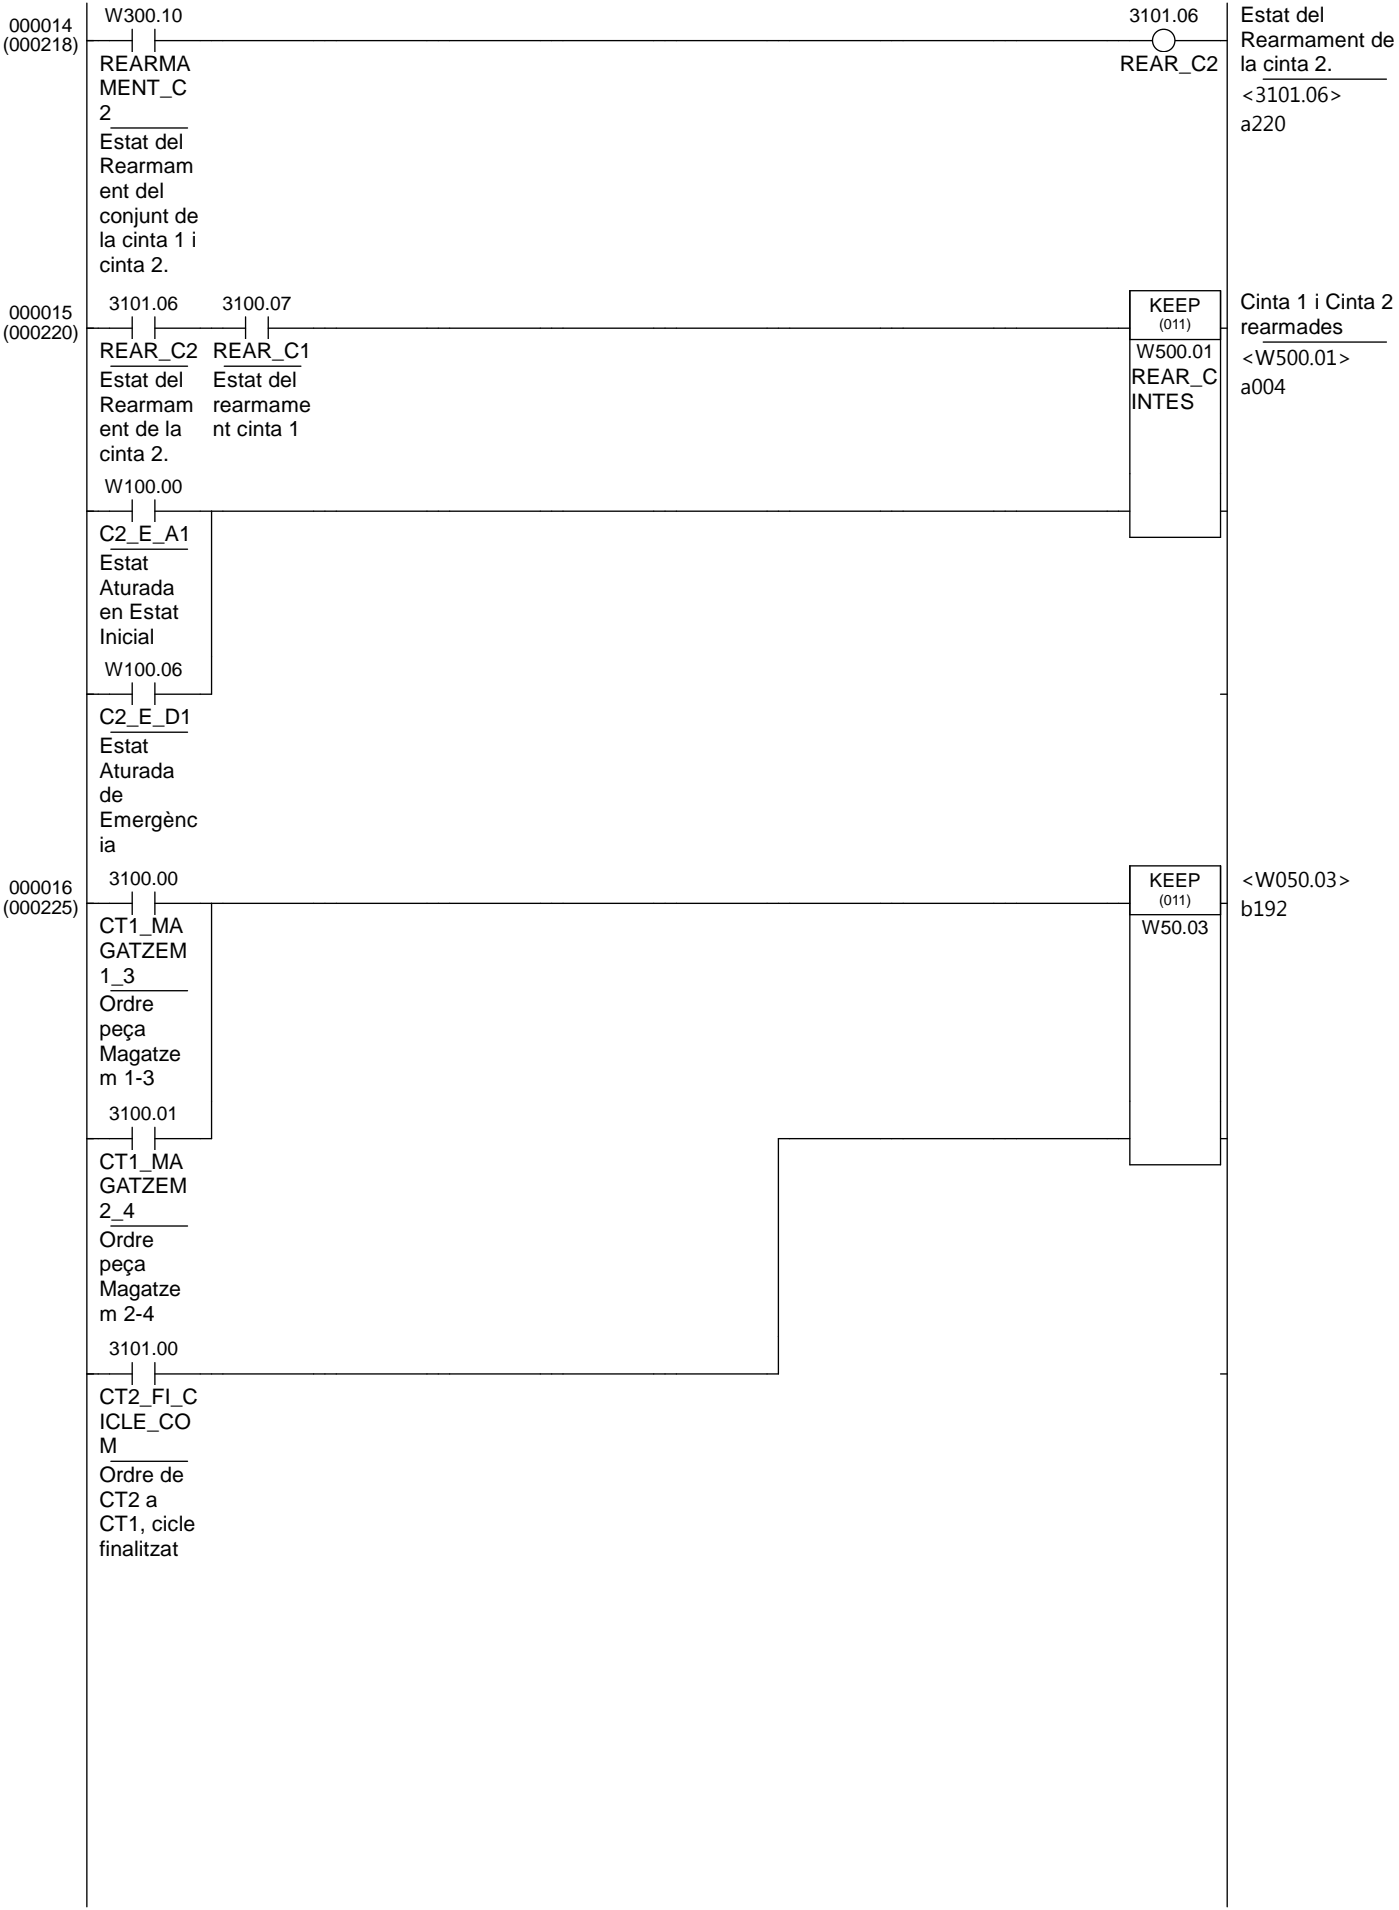 000014
(000218)
W300.10
REARMA
MENT_C
2
Estat del
Rearmam
ent del
conjunt de
la cinta 1 i
cinta 2.
3101.06
REAR_C2
Estat del
Rearmament de
la cinta 2.
<3101.06>
a220
000015
(000220)
3101.06
REAR_C2
Estat del
Rearmam
ent de la
cinta 2.
3100.07
REAR_C1
Estat del
rearmame
nt cinta 1
KEEP
(011)
W500.01
REAR_C
INTES
Cinta 1 i Cinta 2
rearmades
<W500.01>
a004
W100.00
C2_E_A1
Estat
Aturada
en Estat
Inicial
W100.06
C2_E_D1
Estat
Aturada
de
Emergènc
ia
000016
(000225)
3100.00
CT1_MA
GATZEM
1_3
Ordre
peça
Magatze
m 1-3
KEEP
(011)
W50.03
<W050.03>
b192
3100.01
CT1_MA
GATZEM
2_4
Ordre
peça
Magatze
m 2-4
3101.00
CT2_FI_C
ICLE_CO
M
Ordre de
CT2 a
CT1, cicle
finalitzat